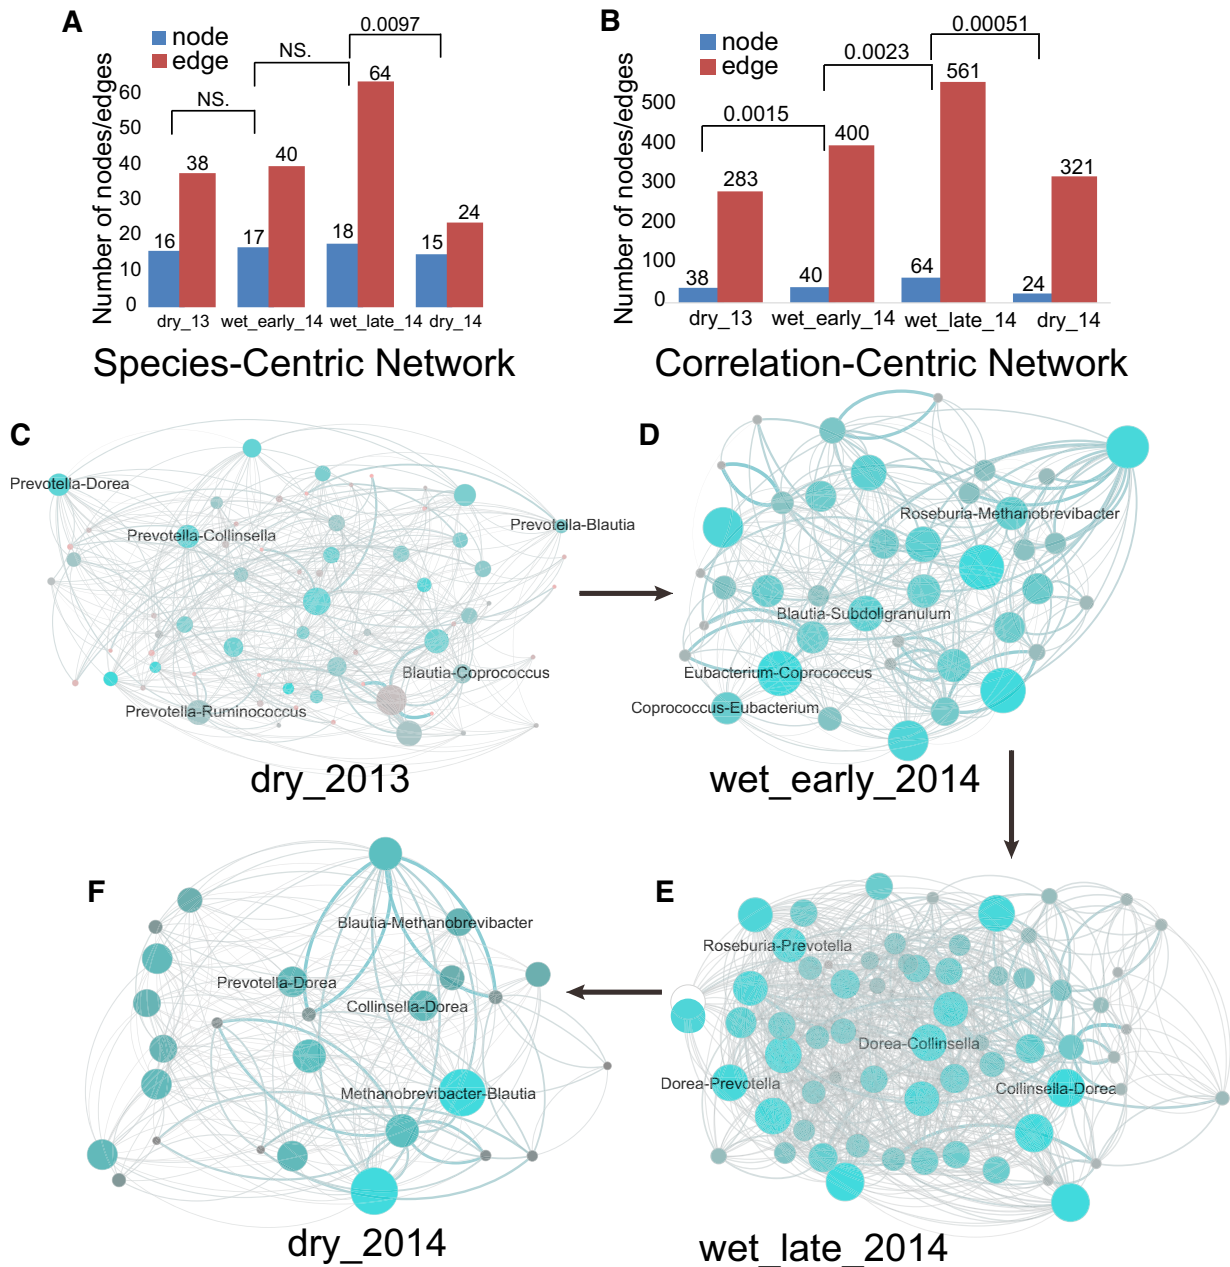 A
node
edge
NS.
NS.
0.0097
Number of nodes/edges
60
50
40
30
20
10
0
16
38
17
40
18
64
15
24
dry_13
wet_early_14
wet_late_14
dry_14
Species-Centric Network
B
node
edge
0.0015
0.0023
0.00051
Number of nodes/edges
500
400
300
200
100
0
38
283
40
400
64
561
24
321
dry_13
wet_early_14
wet_late_14
dry_14
Correlation-Centric Network
C
Prevotella-Dorea
Prevotella-Collinsella
Prevotella-Blautia
Blautia-Coprococcus
Prevotella-Ruminococcus
dry_2013
D
Roseburia-Methanobrevibacter
Blautia-Subdoligranulum
Eubacterium-Coprococcus
Coprococcus-Eubacterium
wet_early_2014
F
Blautia-Methanobrevibacter
Prevotella-Dorea
Collinsella-Dorea
Methanobrevibacter-Blautia
dry_2014
E
Roseburia-Prevotella
Dorea-Collinsella
Dorea-Prevotella
Collinsella-Dorea
wet_late_2014